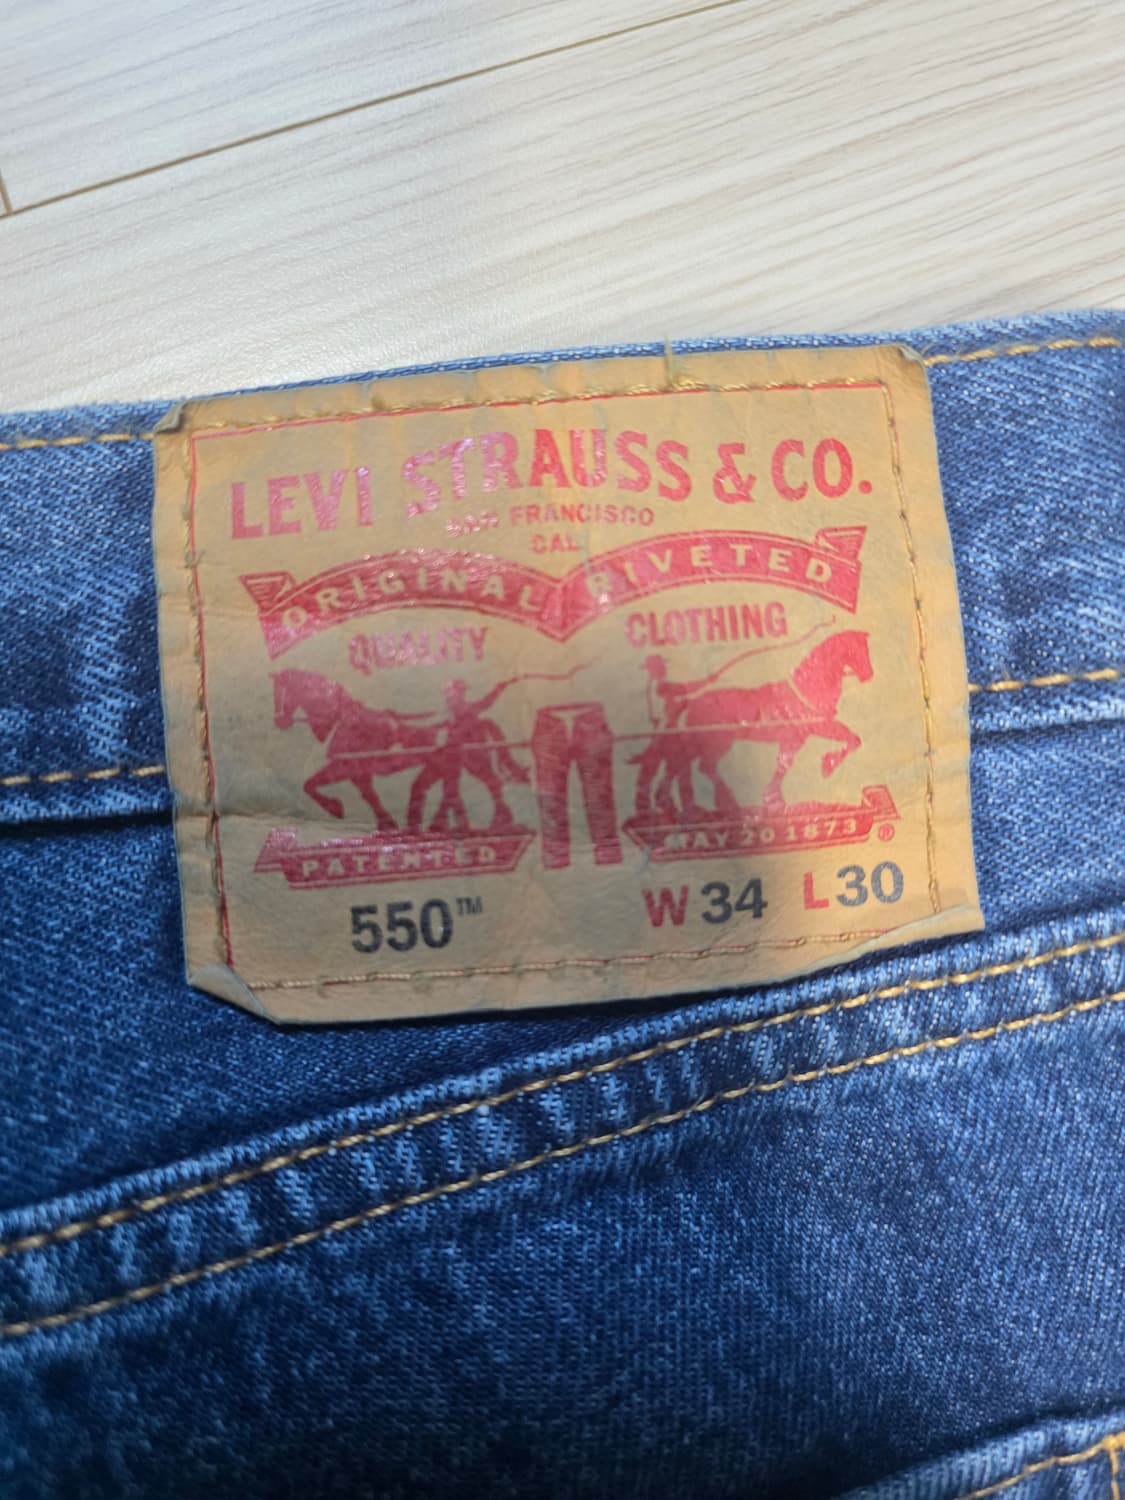 LEVI STRAUSS & CO.
SAN FRANCISCO
CAL
ORIGINAL RIVETED
QUALITY CLOTHING
PATENTED MAY 20 1873 ®
550™ W34 L30